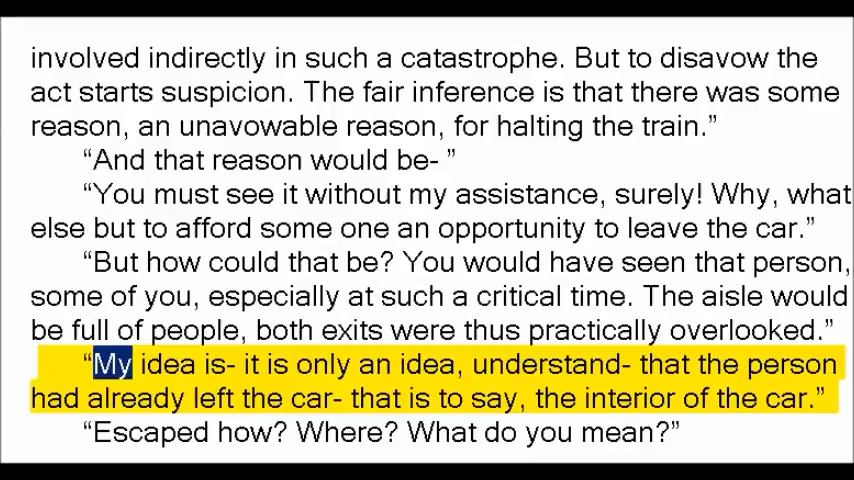 involved indirectly in such a catastrophe. But to disavow the
act starts suspicion. The fair inference is that there was some
reason, an unavowable reason, for halting the train.”
“And that reason would be- ”
“You must see it without my assistance, surely! Why, what
else but to afford some one an opportunity to leave the car.”
“But how could that be? You would have seen that person,
some of you, especially at such a critical time. The aisle would
be full of people, both exits were thus practically overlooked.”
“My idea is- it is only an idea, understand- that the person
had already left the car- that is to say, the interior of the car.”
“Escaped how? Where? What do you mean?”